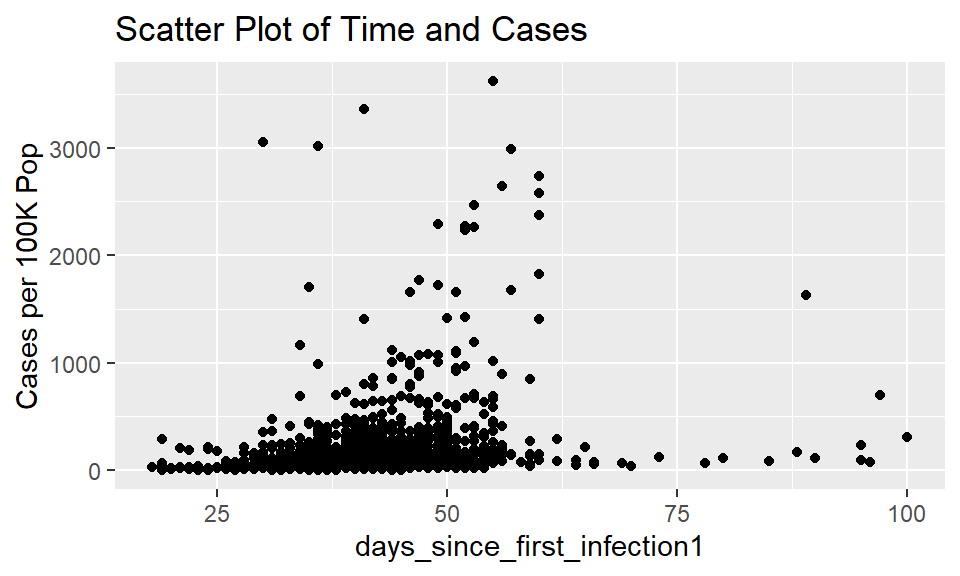 Scatter Plot of Time and Cases
Cases per 100K Pop
3000
2000
1000
0
25
50
75
100
days_since_first_infection1